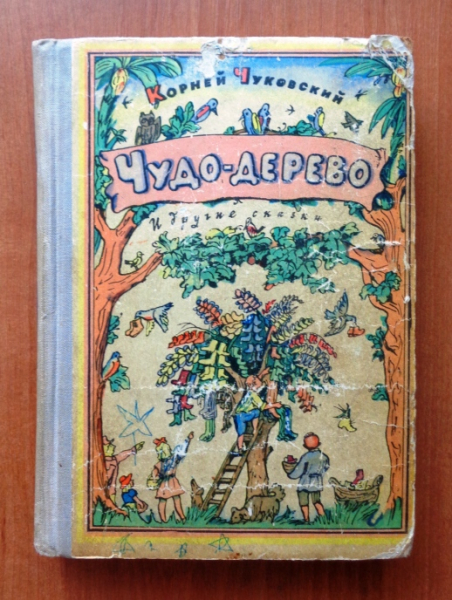 Корней Чуковский
Чудо-дерево
и другие сказки